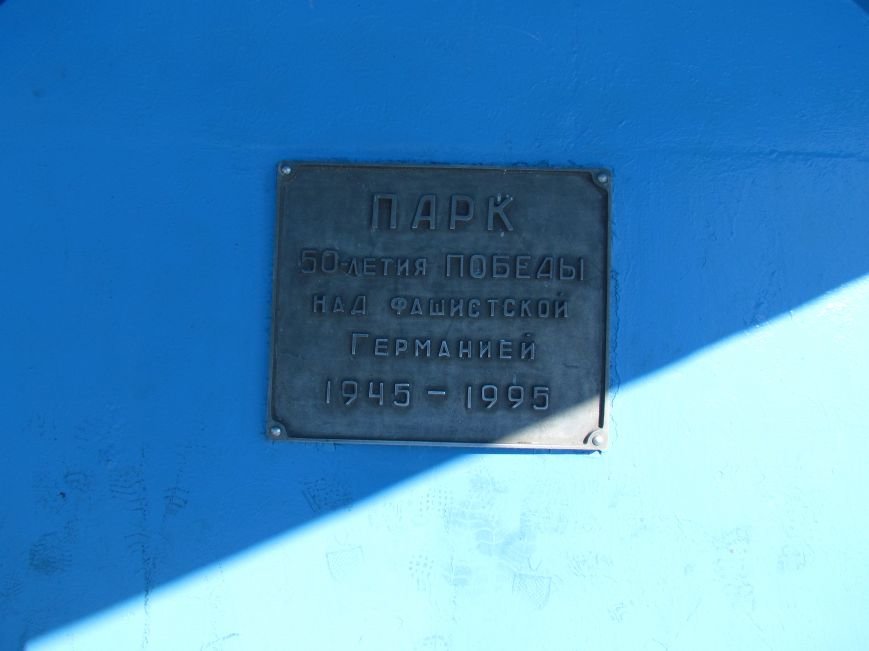 ПАРК
50-летия ПОБЕДЫ
НАД ФАШИСТСКОЙ
ГЕРМАНИЕЙ
1945 - 1995